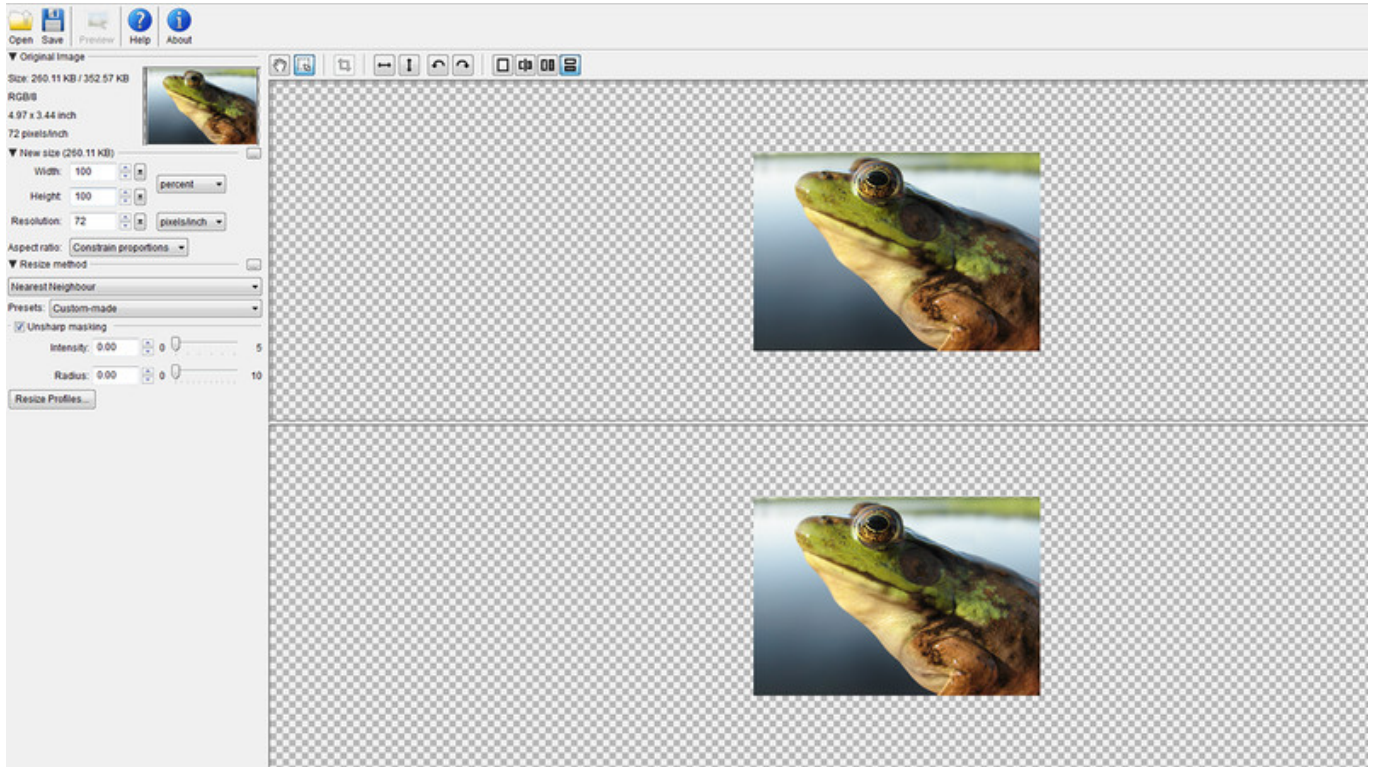 Open Save Preview Help About
Original Image
Size: 260.11 KB / 352.57 KB
RGB/8
4.97 x 3.44 inch
72 pixels/inch
New size (260.11 KB)
Width: 100
percent
Height: 100
Resolution: 72 pixels/inch
Aspect ratio: Constrain proportions
Resize method
Nearest Neighbour
Presets: Custom-made
Unsharp masking
Intensity: 0.00 0 5
Radius: 0.00 0 10
Resize Profiles...